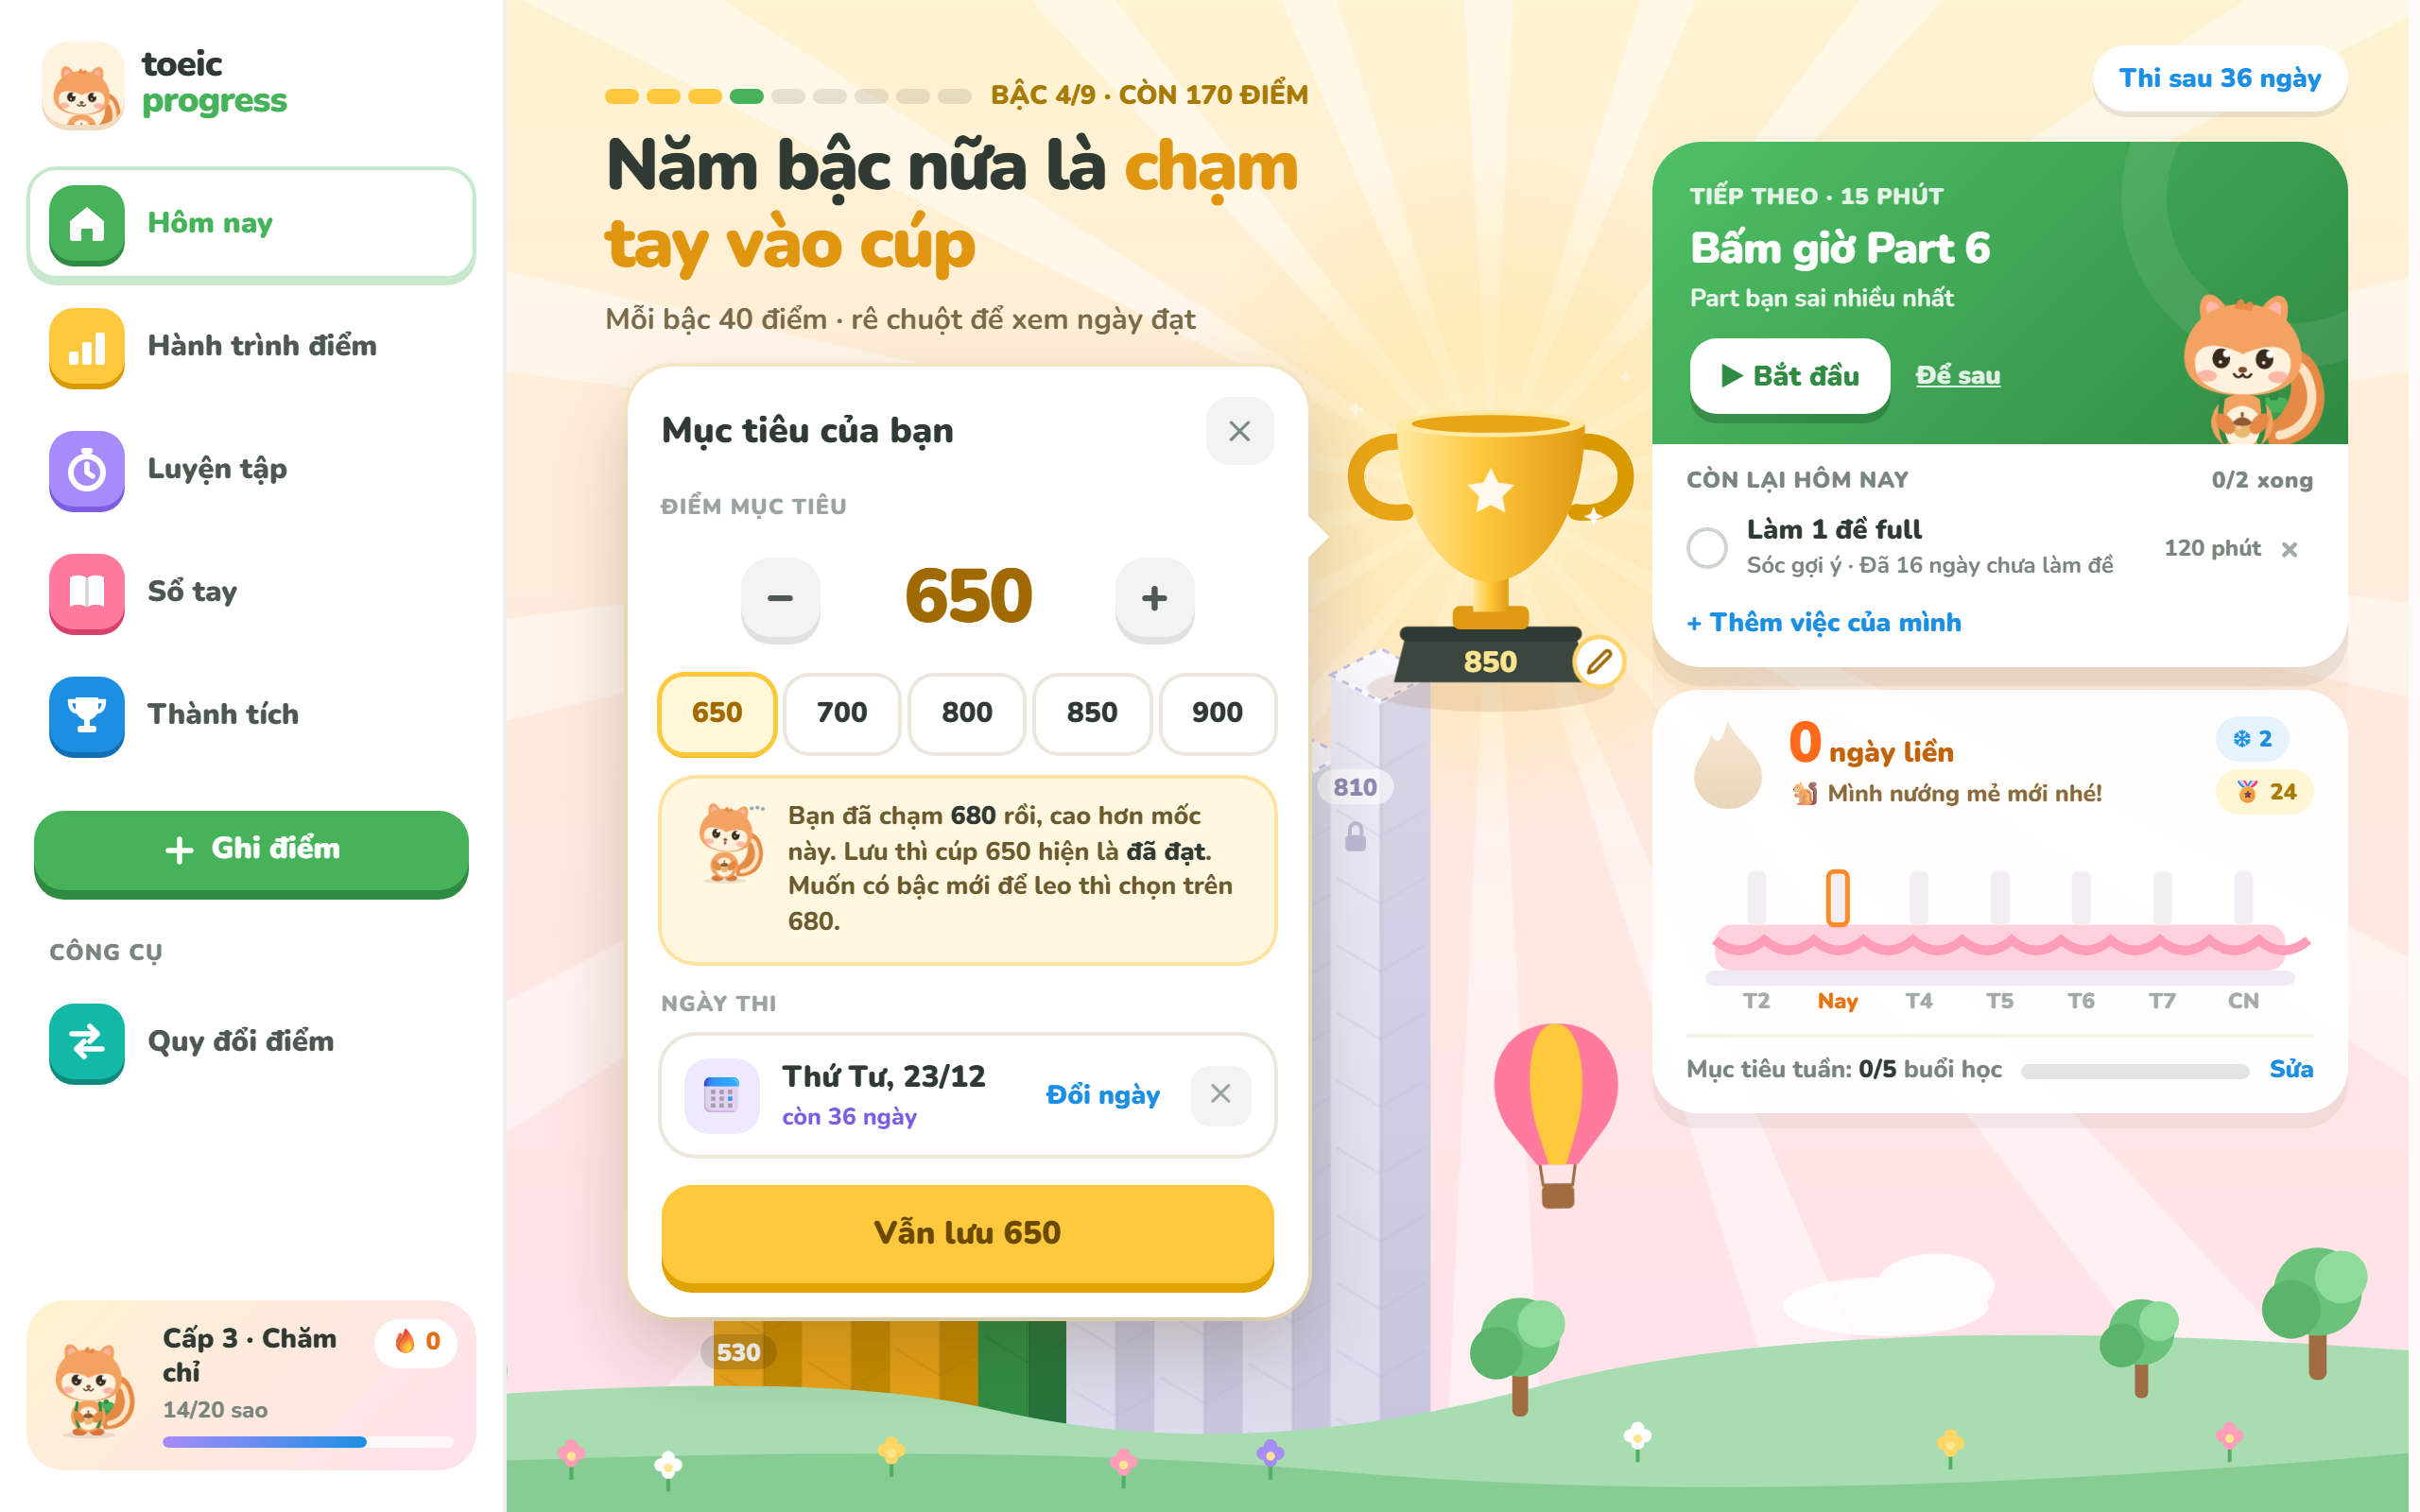 toeic
progress
Hôm nay
Hành trình điểm
Luyện tập
Sổ tay
Thành tích
+ Ghi điểm
CÔNG CỤ
Quy đổi điểm
Cấp 3 · Chăm
chỉ
0
14/20 sao
BẬC 4/9 · CÒN 170 ĐIỂM
Năm bậc nữa là chạm
tay vào cúp
Mỗi bậc 40 điểm · rê chuột để xem ngày đạt
Mục tiêu của bạn
ĐIỂM MỤC TIÊU
− 650 +
650 700 800 850 900
Bạn đã chạm 680 rồi, cao hơn mốc
này. Lưu thì cúp 650 hiện là đã đạt.
Muốn có bậc mới để leo thì chọn trên
680.
NGÀY THI
Thứ Tư, 23/12
còn 36 ngày
Đổi ngày
Vẫn lưu 650
530
850
810
Thi sau 36 ngày
TIẾP THEO · 15 PHÚT
Bấm giờ Part 6
Part bạn sai nhiều nhất
Bắt đầu
Để sau
CÒN LẠI HÔM NAY 0/2 xong
Làm 1 đề full
Sóc gợi ý · Đã 16 ngày chưa làm đề
120 phút
+ Thêm việc của mình
0 ngày liền
Mình nướng mẻ mới nhé!
2
24
T2 Nay T4 T5 T6 T7 CN
Mục tiêu tuần: 0/5 buổi học
Sửa